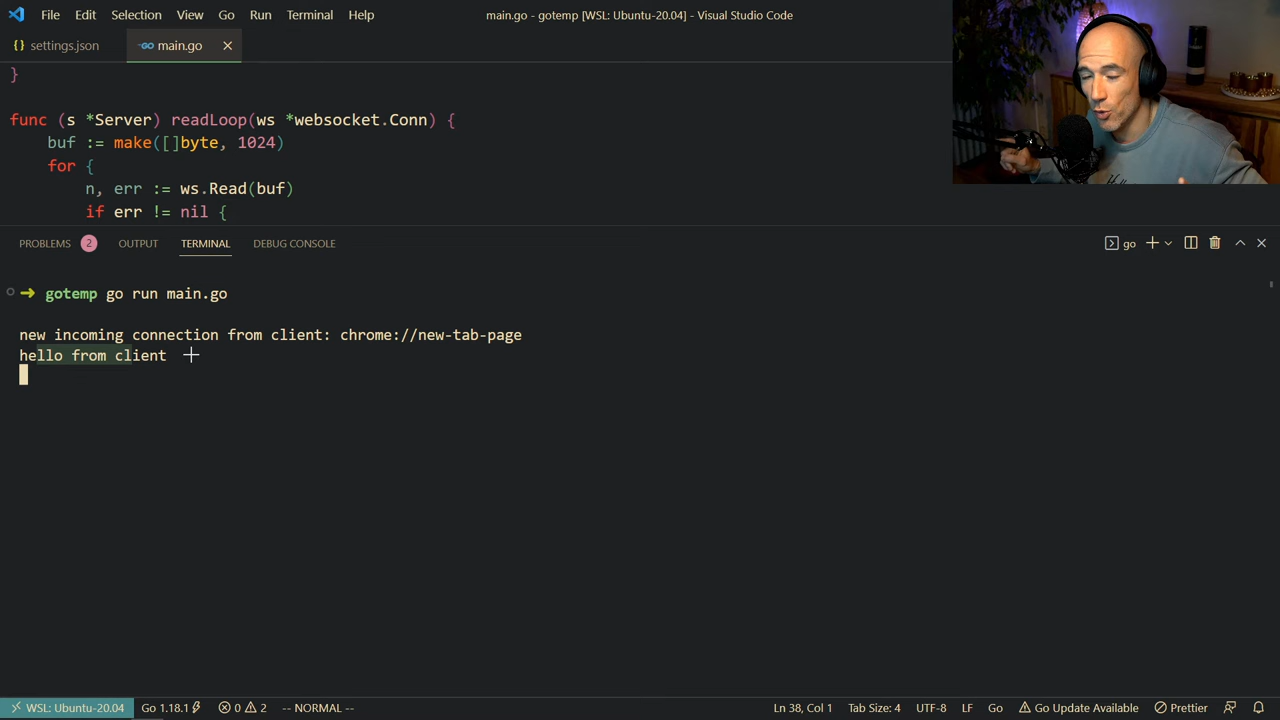 File Edit Selection View Go Run Terminal Help main.go - gotemp [WSL: Ubuntu-20.04] - Visual Studio Code
{} settings.json main.go
}
func (s *Server) readLoop(ws *websocket.Conn) {
buf := make([]byte, 1024)
for {
n, err := ws.Read(buf)
if err != nil {
PROBLEMS 2 OUTPUT TERMINAL DEBUG CONSOLE go
gotemp go run main.go
new incoming connection from client: chrome://new-tab-page
hello from client
WSL: Ubuntu-20.04 Go 1.18.1 0 2 -- NORMAL -- Ln 38, Col 1 Tab Size: 4 UTF-8 LF Go Go Update Available Prettier